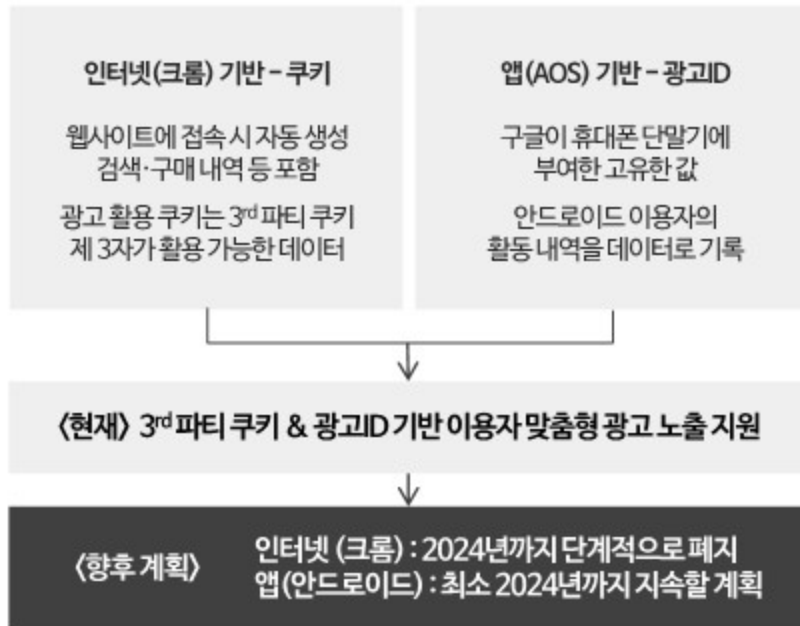 인터넷(크롬) 기반 – 쿠키
웹사이트에 접속 시 자동 생성
검색·구매 내역 등 포함
광고 활용 쿠키는 3rd 파티 쿠키
제 3자가 활용 가능한 데이터
앱(AOS) 기반 – 광고ID
구글이 휴대폰 단말기에
부여한 고유한 값
안드로이드 이용자의
활동 내역을 데이터로 기록
<현재> 3rd 파티 쿠키 & 광고ID 기반 이용자 맞춤형 광고 노출 지원
<향후 계획>
인터넷 (크롬) : 2024년까지 단계적으로 폐지
앱(안드로이드) : 최소 2024년까지 지속할 계획